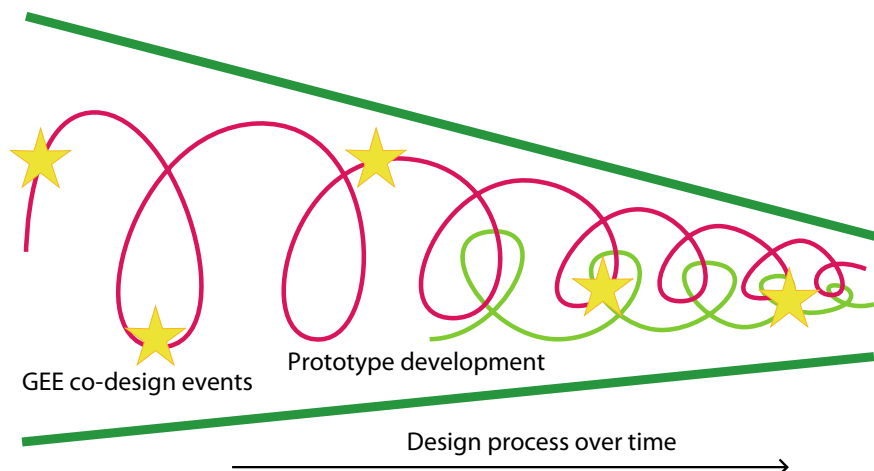 Prototype development
GEE co-design events
Design process over time